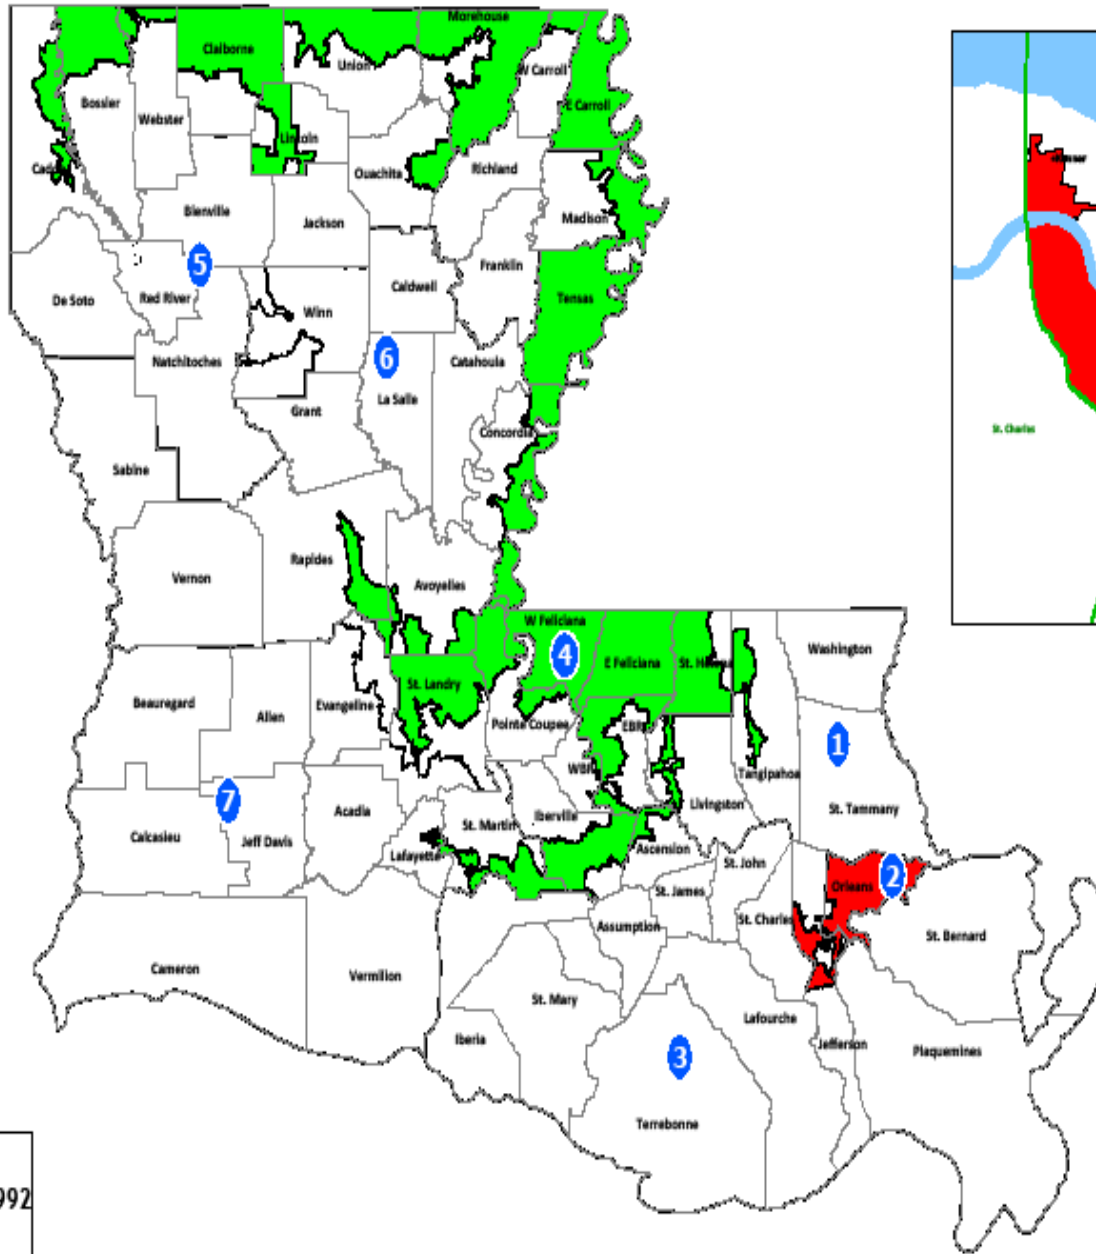 Morehouse
Claiborne
Union
W Carroll
Bossier
Webster
E Carroll
Lincoln
Ouachita
Richland
Bienville
Jackson
Madison
5
Franklin
Caldwell
De Soto
Red River
Winn
Tensas
Natchitoches
6
Catahoula
La Salle
Grant
Concordia
St. Charles
Sabine
Rapides
Vernon
Avoyelles
W Feliciana
4
E Feliciana
Washington
St. Landry
Beauregard
Allen
Evangeline
Pointe Coupee
EBR
1
WBR
Tangipahoa
7
Livingston
St. Tammany
Acadia
St. Martin
Iberville
Calcasieu
Jeff Davis
Lafayette
Ascension
St. John
2
Orleans
St. James
St. Charles
Assumption
St. Bernard
Cameron
Vermilion
St. Mary
Lafourche
Iberia
Jefferson
Plaquemines
3
Terrebonne
992